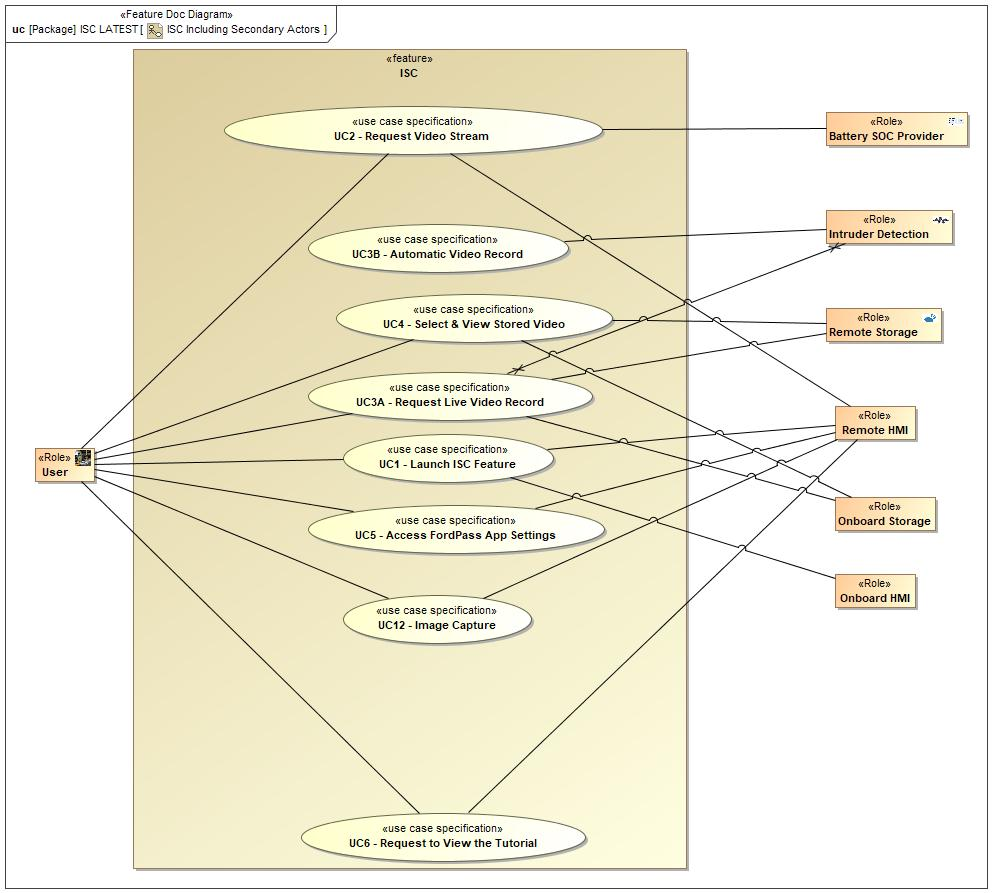 «Feature Doc Diagram»
uc [Package] ISC LATEST [ ISC Including Secondary Actors ]
«feature»
ISC
«use case specification»
UC2 - Request Video Stream
«Role»
Battery SOC Provider
«use case specification»
UC3B - Automatic Video Record
«Role»
Intruder Detection
«use case specification»
UC4 - Select & View Stored Video
«Role»
Remote Storage
«use case specification»
UC3A - Request Live Video Record
«Role»
Remote HMI
«Role»
User
«use case specification»
UC1 - Launch ISC Feature
«use case specification»
UC5 - Access FordPass App Settings
«Role»
Onboard Storage
«use case specification»
UC12 - Image Capture
«Role»
Onboard HMI
«use case specification»
UC6 - Request to View the Tutorial